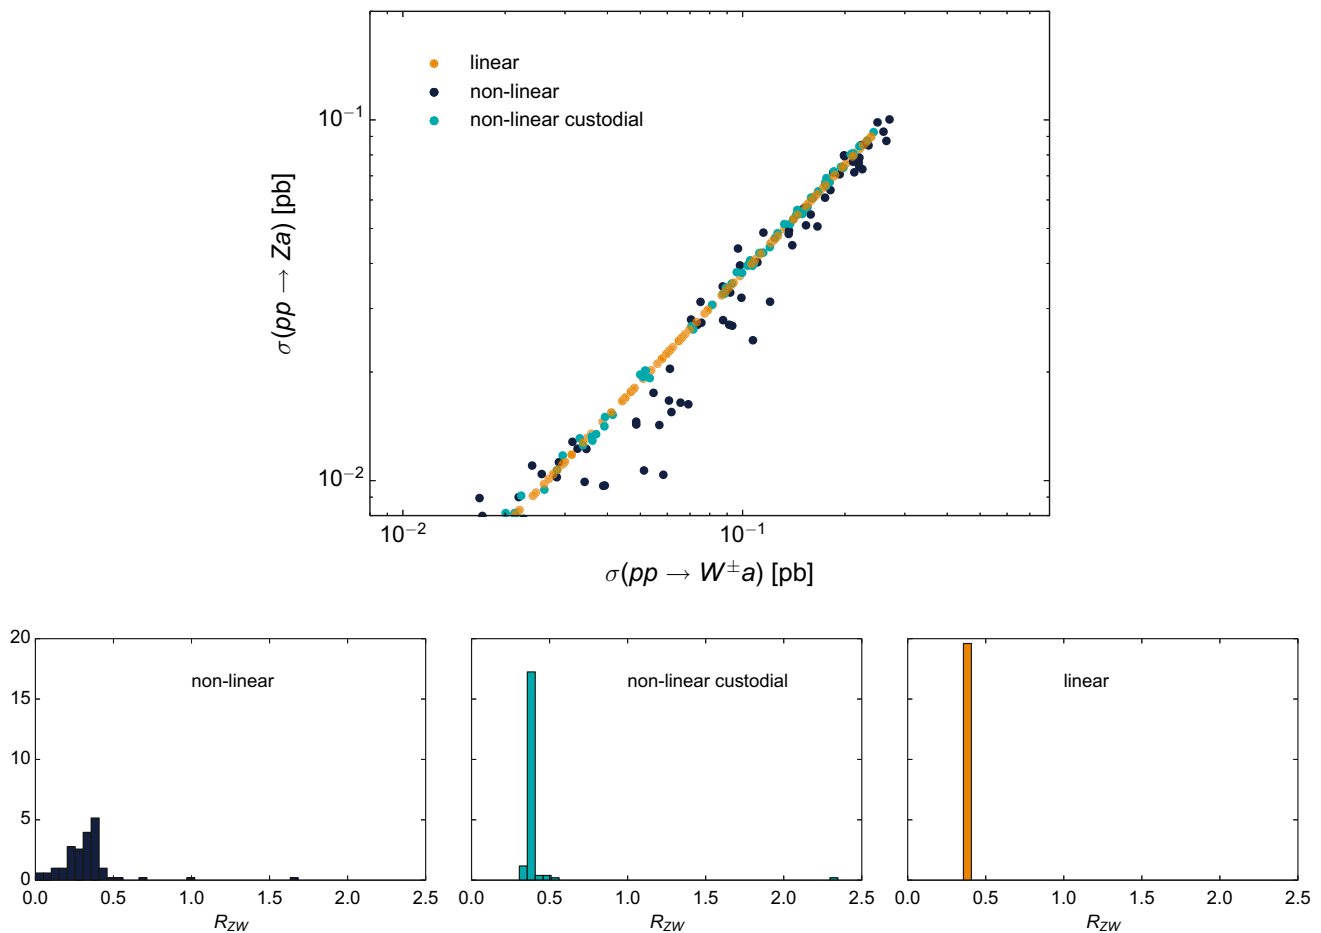 linear
non-linear
non-linear custodial
10⁻¹
10⁻²
σ(pp → Za) [pb]
10⁻² 10⁻¹
σ(pp → W±a) [pb]
20
15
10
5
0
non-linear
0.0 0.5 1.0 1.5 2.0 2.5
R_ZW
non-linear custodial
0.0 0.5 1.0 1.5 2.0 2.5
R_ZW
linear
0.0 0.5 1.0 1.5 2.0 2.5
R_ZW